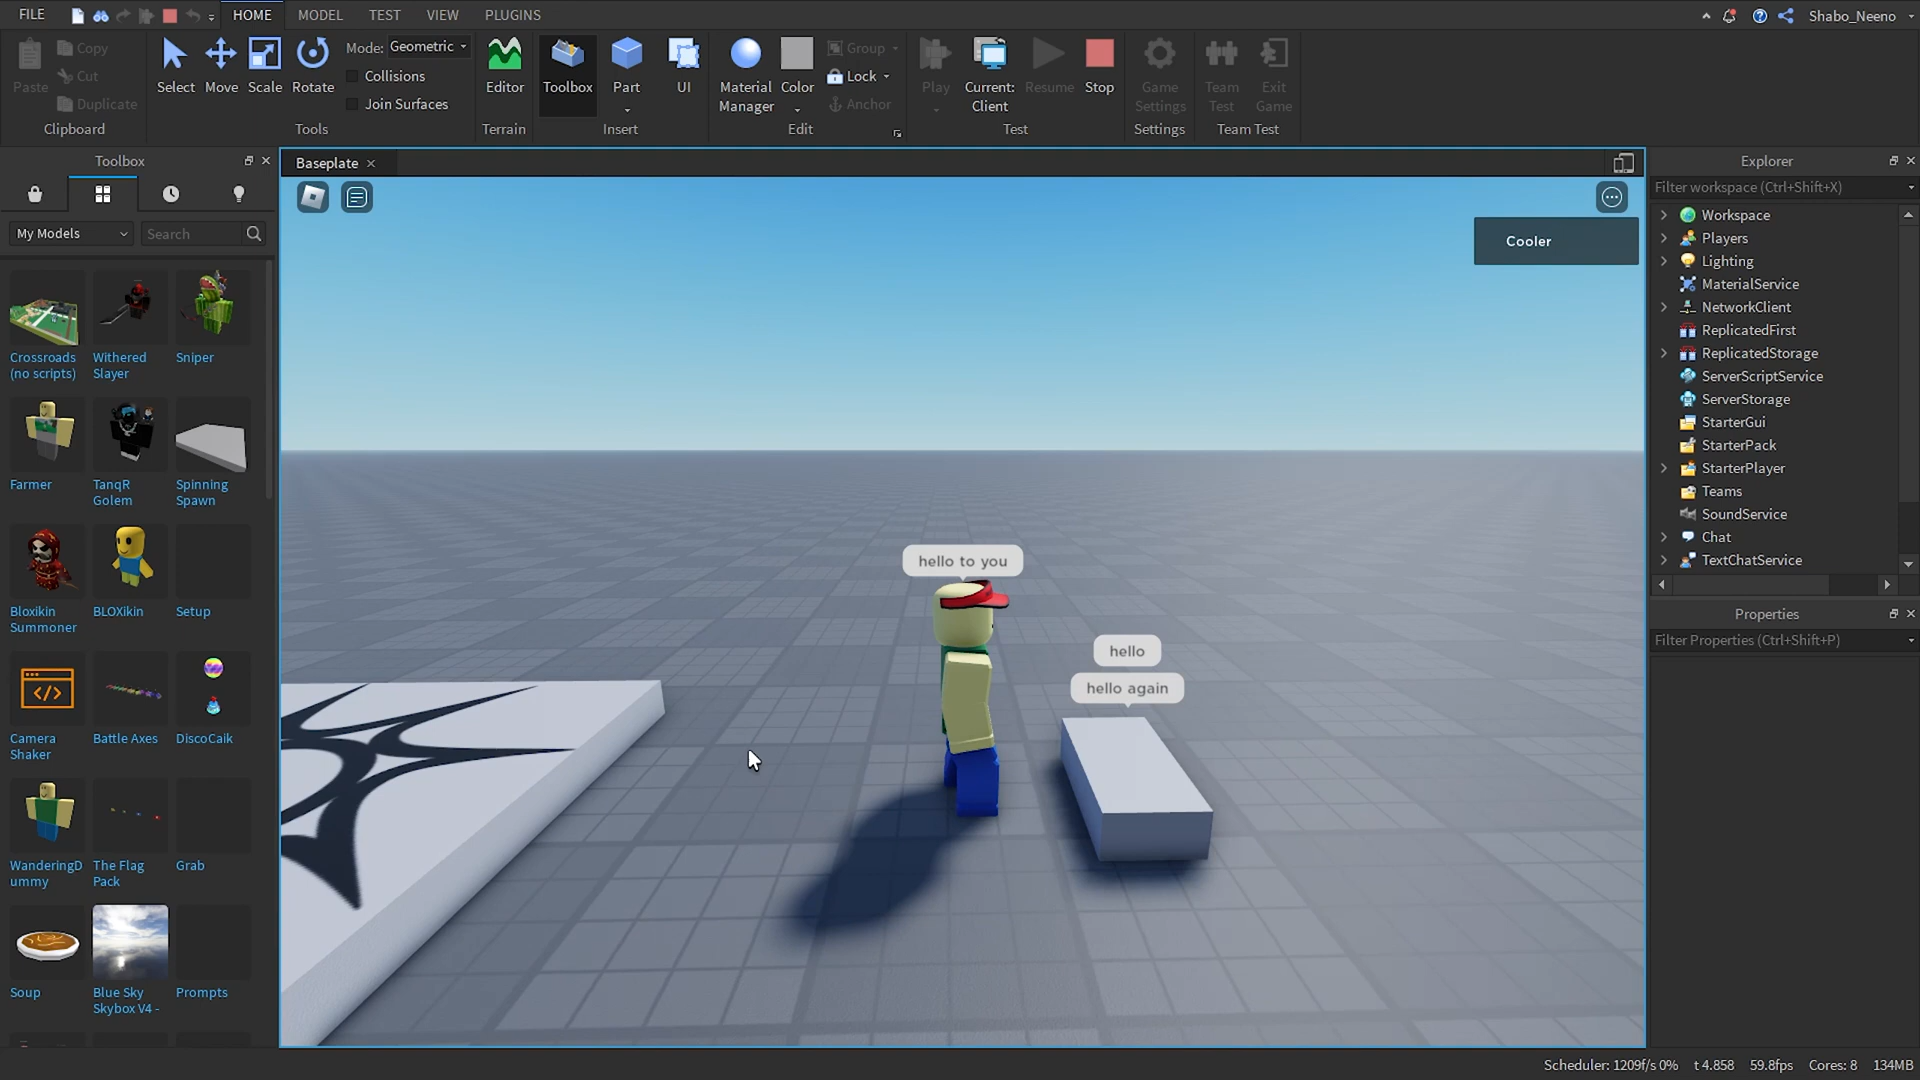 FILE
HOME
MODEL
TEST
VIEW
PLUGINS
Shabo_Neeno
Paste
Copy
Cut
Duplicate
Clipboard
Select
Move
Scale
Rotate
Mode: Geometric
Collisions
Join Surfaces
Tools
Editor
Terrain
Toolbox
Part
UI
Insert
Material
Manager
Color
Group
Lock
Anchor
Edit
Play
Current:
Client
Resume
Stop
Test
Game
Settings
Settings
Team
Test
Exit
Game
Team Test
Toolbox
My Models
Search
Crossroads
(no scripts)
Withered
Slayer
Sniper
Farmer
TanqR
Golem
Spinning
Spawn
Bloxikin
Summoner
BLOXikin
Setup
Camera
Shaker
Battle Axes
DiscoCaik
WanderingD
ummy
The Flag
Pack
Grab
Soup
Blue Sky
Skybox V4 -
Prompts
Baseplate
Cooler
hello to you
hello
hello again
Explorer
Filter workspace (Ctrl+Shift+X)
Workspace
Players
Lighting
MaterialService
NetworkClient
ReplicatedFirst
ReplicatedStorage
ServerScriptService
ServerStorage
StarterGui
StarterPack
StarterPlayer
Teams
SoundService
Chat
TextChatService
Properties
Filter Properties (Ctrl+Shift+P)
Scheduler: 1209f/s 0% t 4.858 59.8fps Cores: 8 134MB